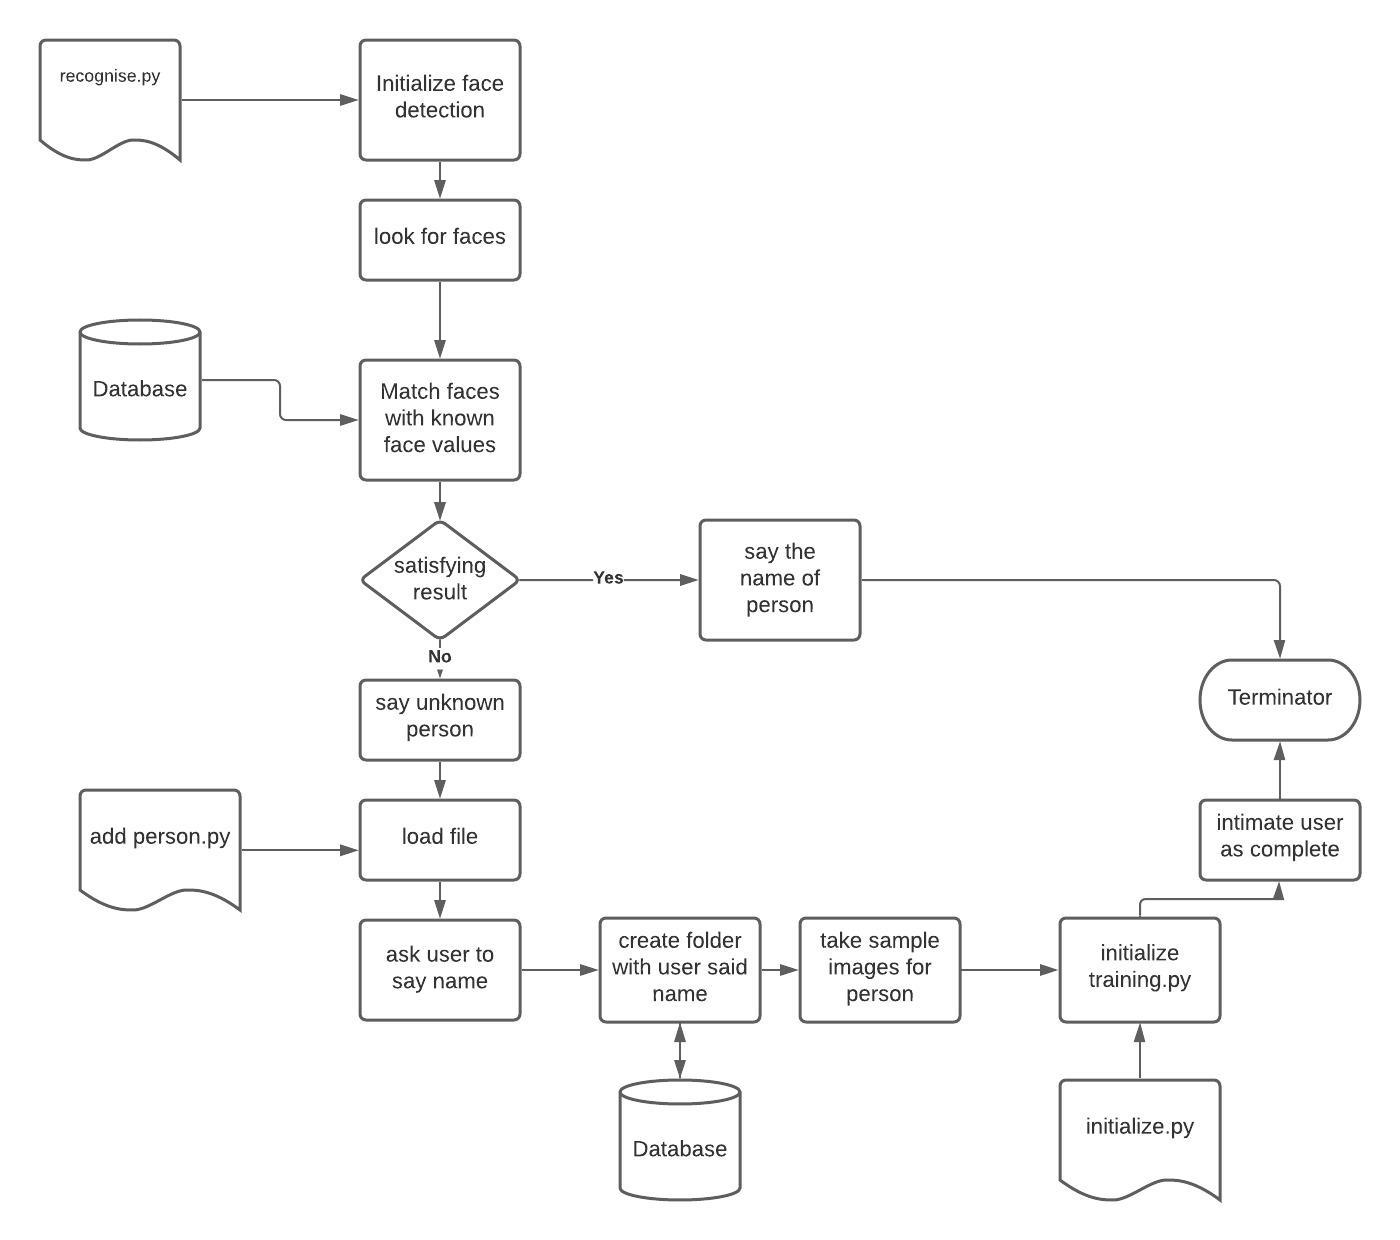 recognise.py
Initialize face
detection
look for faces
Database
Match faces
with known
face values
satisfying
result
Yes
say the
name of
person
No
say unknown
person
Terminator
add person.py
load file
intimate user
as complete
ask user to
say name
create folder
with user said
name
take sample
images for
person
initialize
training.py
Database
initialize.py